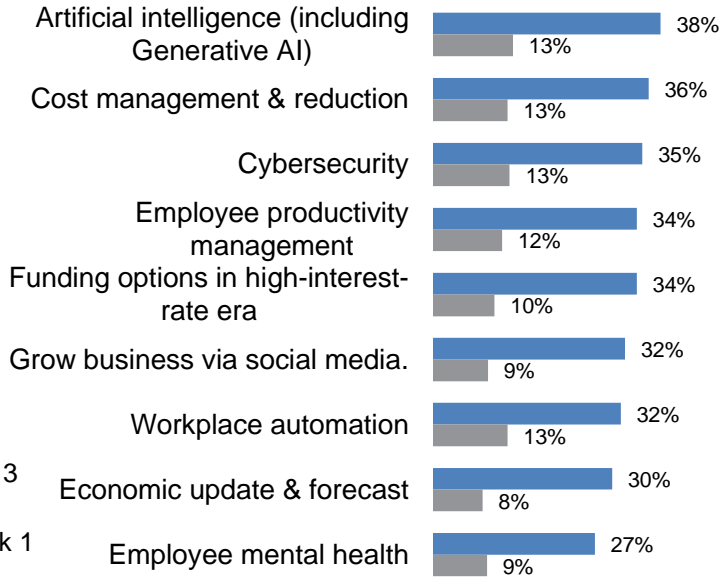 Artificial intelligence (including
Generative AI)
38%
13%
Cost management & reduction
36%
13%
Cybersecurity
35%
13%
Employee productivity
management
34%
12%
Funding options in high-interest-
rate era
34%
10%
Grow business via social media.
32%
9%
Workplace automation
32%
13%
3
Economic update & forecast
30%
8%
k 1
Employee mental health
27%
9%